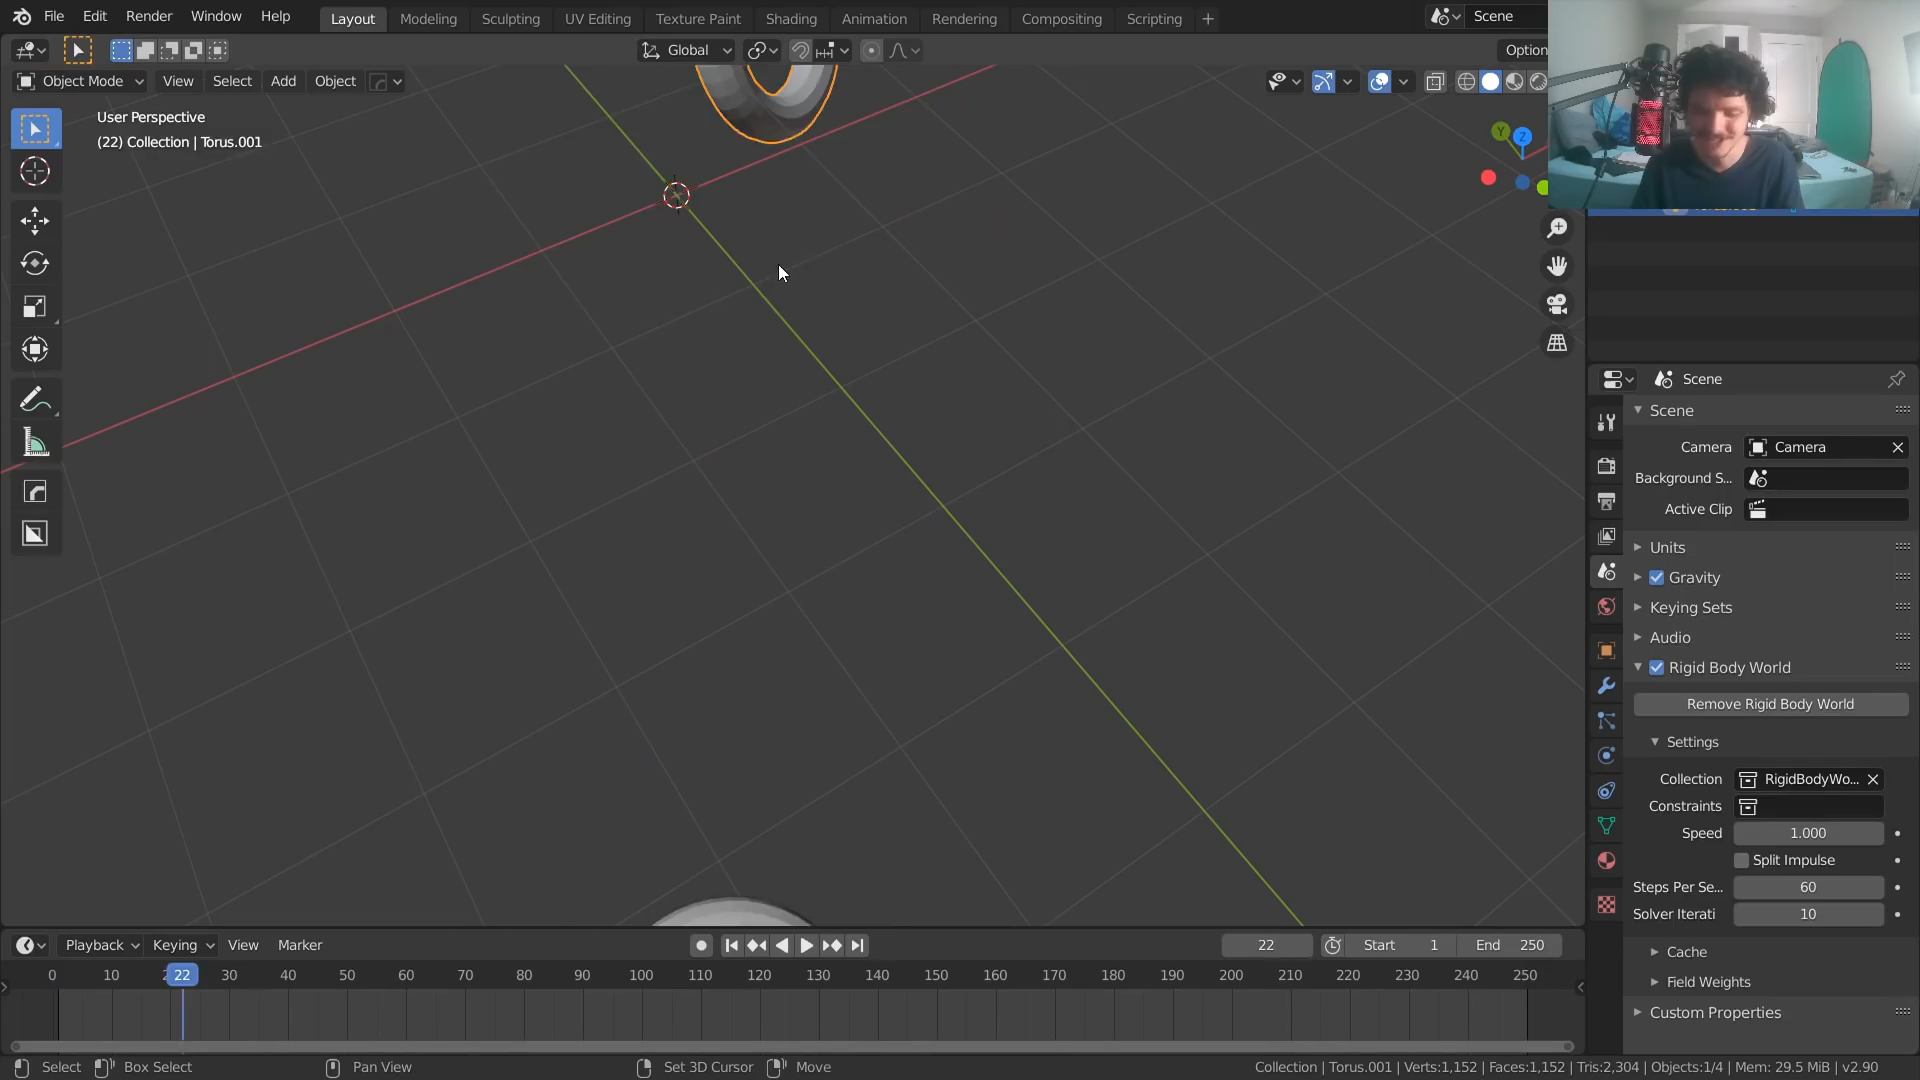 File Edit Render Window Help Layout Modeling Sculpting UV Editing Texture Paint Shading Animation Rendering Compositing Scripting + Scene
Global Option
Object Mode View Select Add Object
User Perspective
(22) Collection | Torus.001
Y Z
Scene
Scene
Camera Camera
Background S...
Active Clip
Units
Gravity
Keying Sets
Audio
Rigid Body World
Remove Rigid Body World
Settings
Collection RigidBodyWo...
Constraints
Speed 1.000
Split Impulse
Steps Per Se... 60
Solver Iterati 10
Cache
Field Weights
Custom Properties
Playback Keying View Marker 22 Start 1 End 250
0 10 22 30 40 50 60 70 80 90 100 110 120 130 140 150 160 170 180 190 200 210 220 230 240 250
Select Box Select Pan View Set 3D Cursor Move Collection | Torus.001 | Verts:1,152 | Faces:1,152 | Tris:2,304 | Objects:1/4 | Mem: 29.5 MiB | v2.90